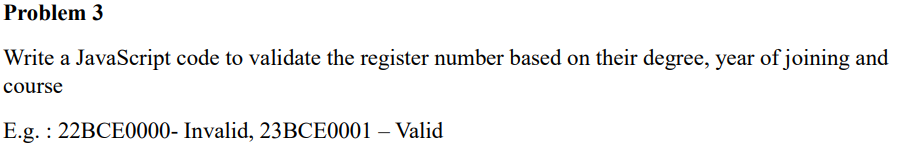 Problem 3
Write a JavaScript code to validate the register number based on their degree, year of joining and
course
E.g. : 22BCE0000- Invalid, 23BCE0001 – Valid